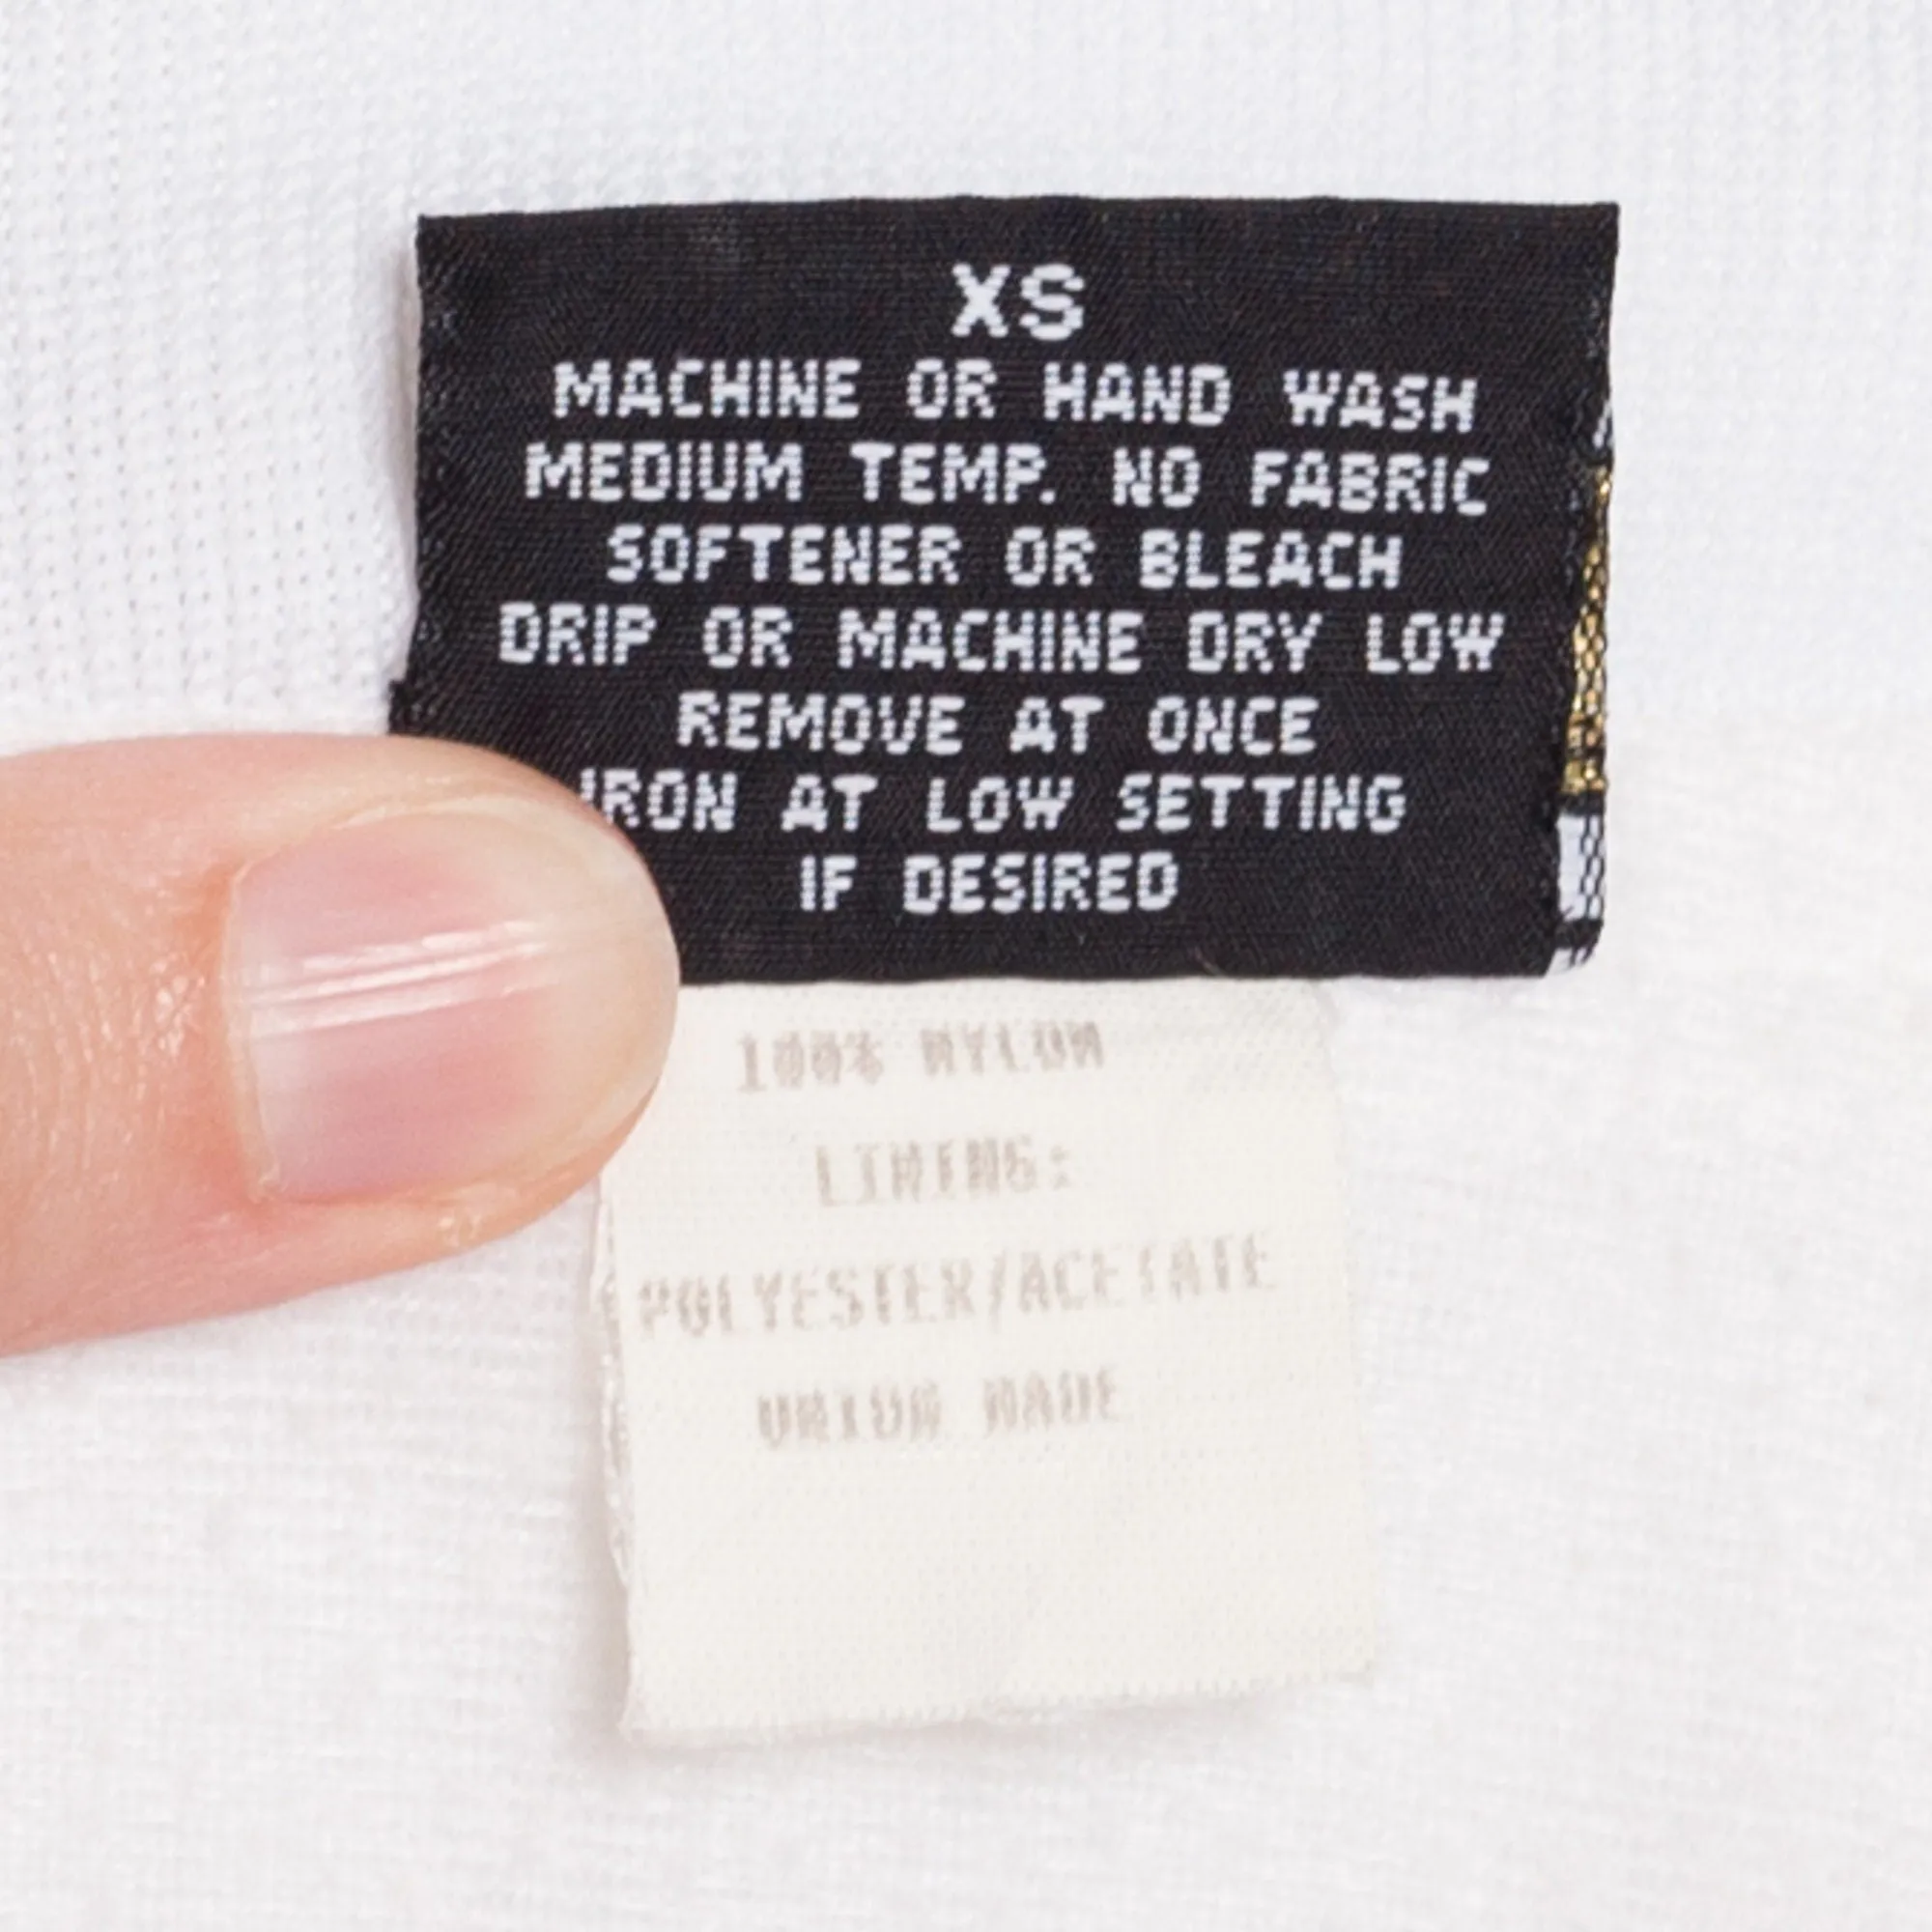 XS
MACHINE OR HAND WASH
MEDIUM TEMP. NO FABRIC
SOFTENER OR BLEACH
DRIP OR MACHINE DRY LOW
REMOVE AT ONCE
IRON AT LOW SETTING
IF DESIRED
100% NYLON
LINING:
POLYESTER/ACETATE
UNION MADE